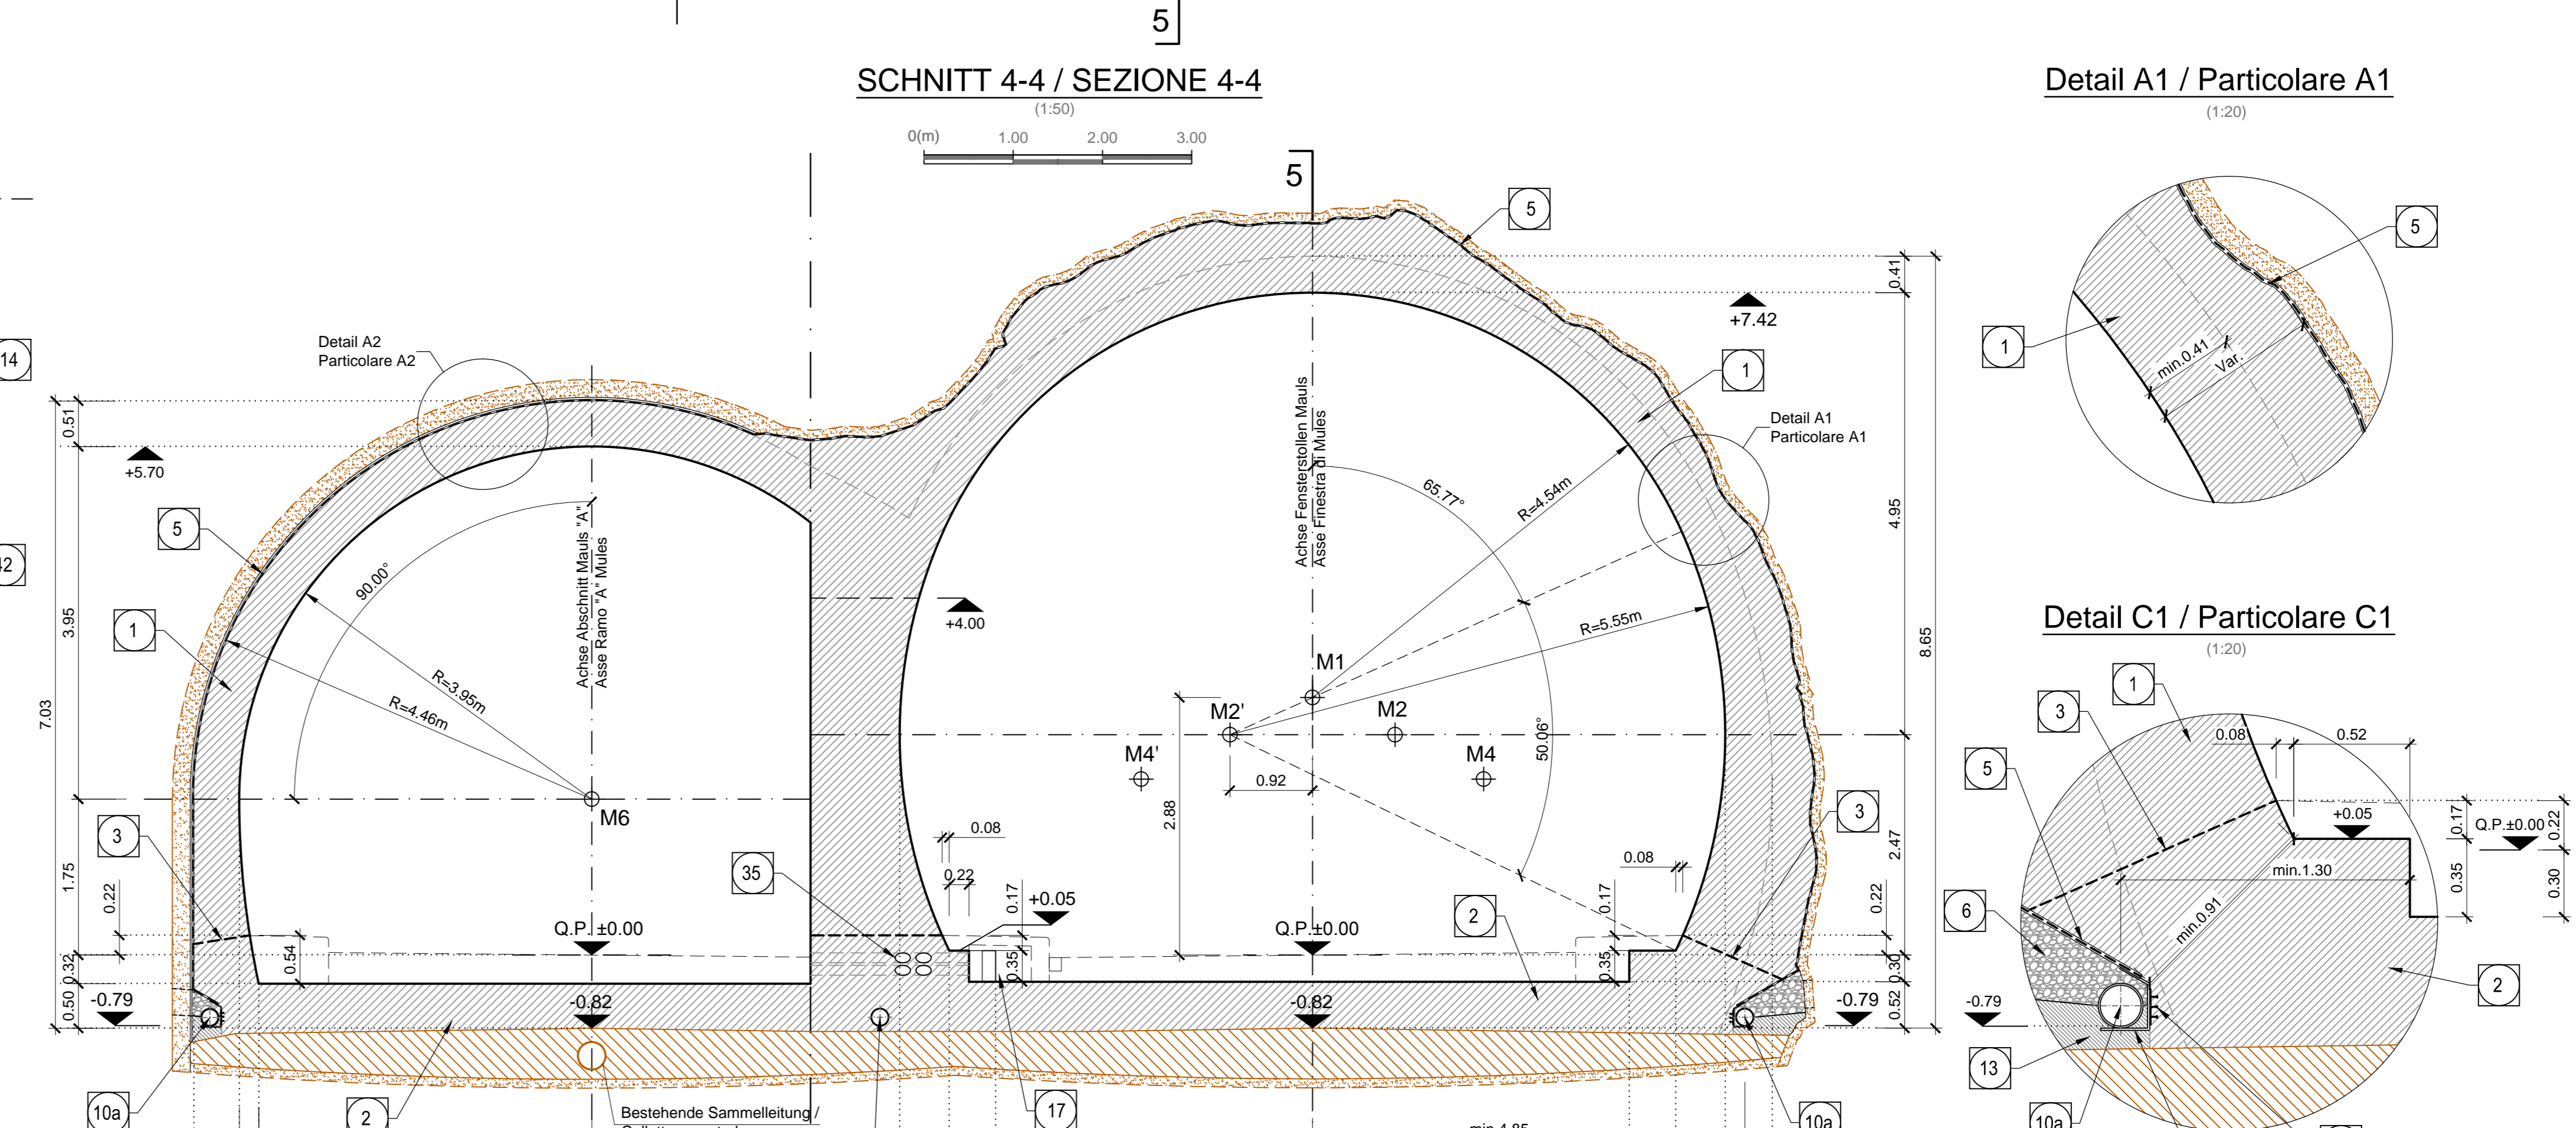 5
SCHNITT 4-4 / SEZIONE 4-4
(1:50)
0(m) 1.00 2.00 3.00
5
5
Detail A2
Particolare A2
+5.70
+7.42
+4.00
1
Detail A1
Particolare A1
14
42
5
1
3
0.51
3.95
7.03
1.75
0.22
0.32
0.50
0.54
90.00°
R=3.95m
R=4.46m
Achse Abschnitt Mauls "A"
Asse Ramo "A" Mules
M6
Q.P. ±0.00
-0.79
-0.82
10a
2
Bestehende Sammelleitung /
35
Achse Fensterstollen Mauls
Asse Finestra di Mules
65.77°
R=4.54m
R=5.55m
50.06°
M1
M2'
M2
M4'
M4
0.92
2.88
0.08
0.22
0.17
+0.05
0.35
Q.P. ±0.00
-0.82
17
2
0.08
0.17
0.35
3
0.22
0.30
0.52
-0.79
10a
min.4.85
0.41
4.95
8.65
2.47
Detail A1 / Particolare A1
(1:20)
5
1
min.0.41
Var.
Detail C1 / Particolare C1
(1:20)
1
3
5
6
0.08
0.52
+0.05
0.17
0.22
Q.P.±0.00
0.35
0.30
min.1.30
min.0.91
-0.79
13
10a
2